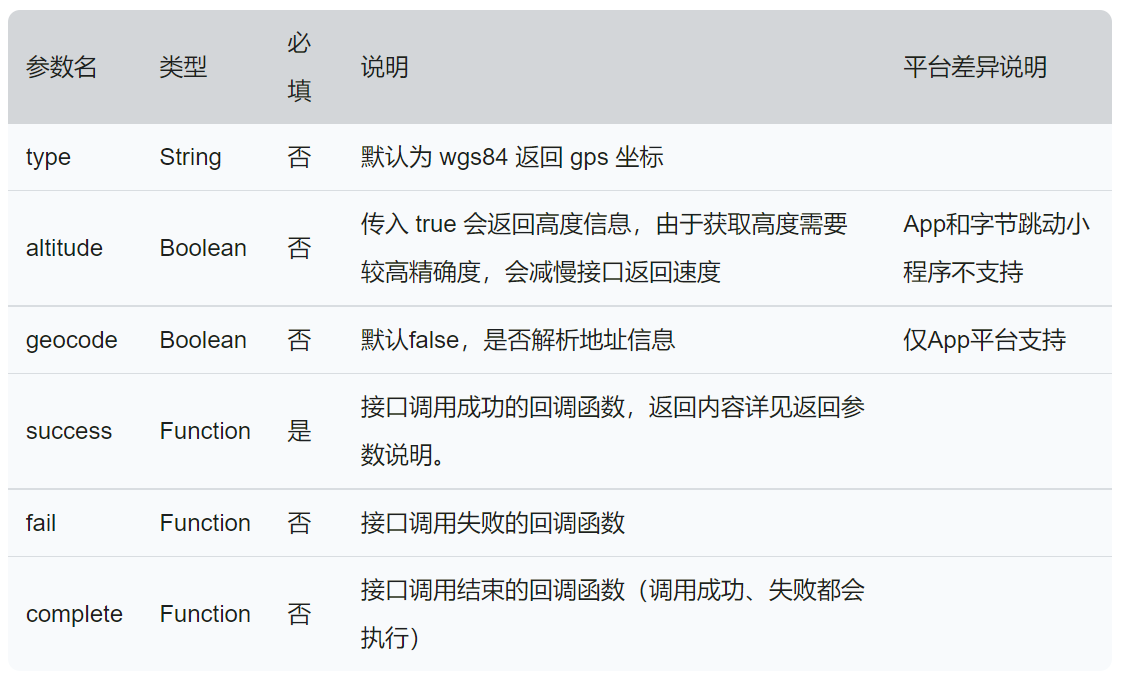 参数名 类型 必填 说明 平台差异说明
type String 否 默认为 wgs84 返回 gps 坐标
altitude Boolean 否 传入 true 会返回高度信息，由于获取高度需要
较高精确度，会减慢接口返回速度 App和字节跳动小
程序不支持
geocode Boolean 否 默认false，是否解析地址信息 仅App平台支持
success Function 是 接口调用成功的回调函数，返回内容详见返回参
数说明。
fail Function 否 接口调用失败的回调函数
complete Function 否 接口调用结束的回调函数（调用成功、失败都会
执行）